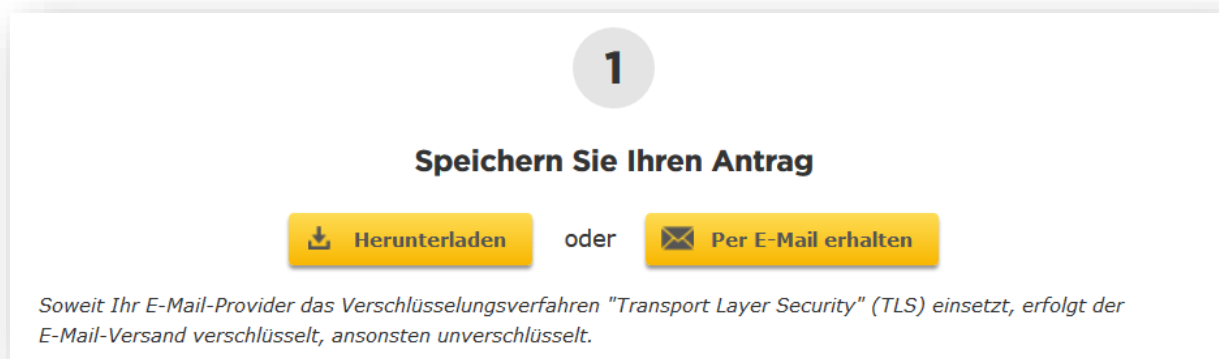 1
Speichern Sie Ihren Antrag
Herunterladen oder Per E-Mail erhalten
Soweit Ihr E-Mail-Provider das Verschlüsselungsverfahren "Transport Layer Security" (TLS) einsetzt, erfolgt der
E-Mail-Versand verschlüsselt, ansonsten unverschlüsselt.